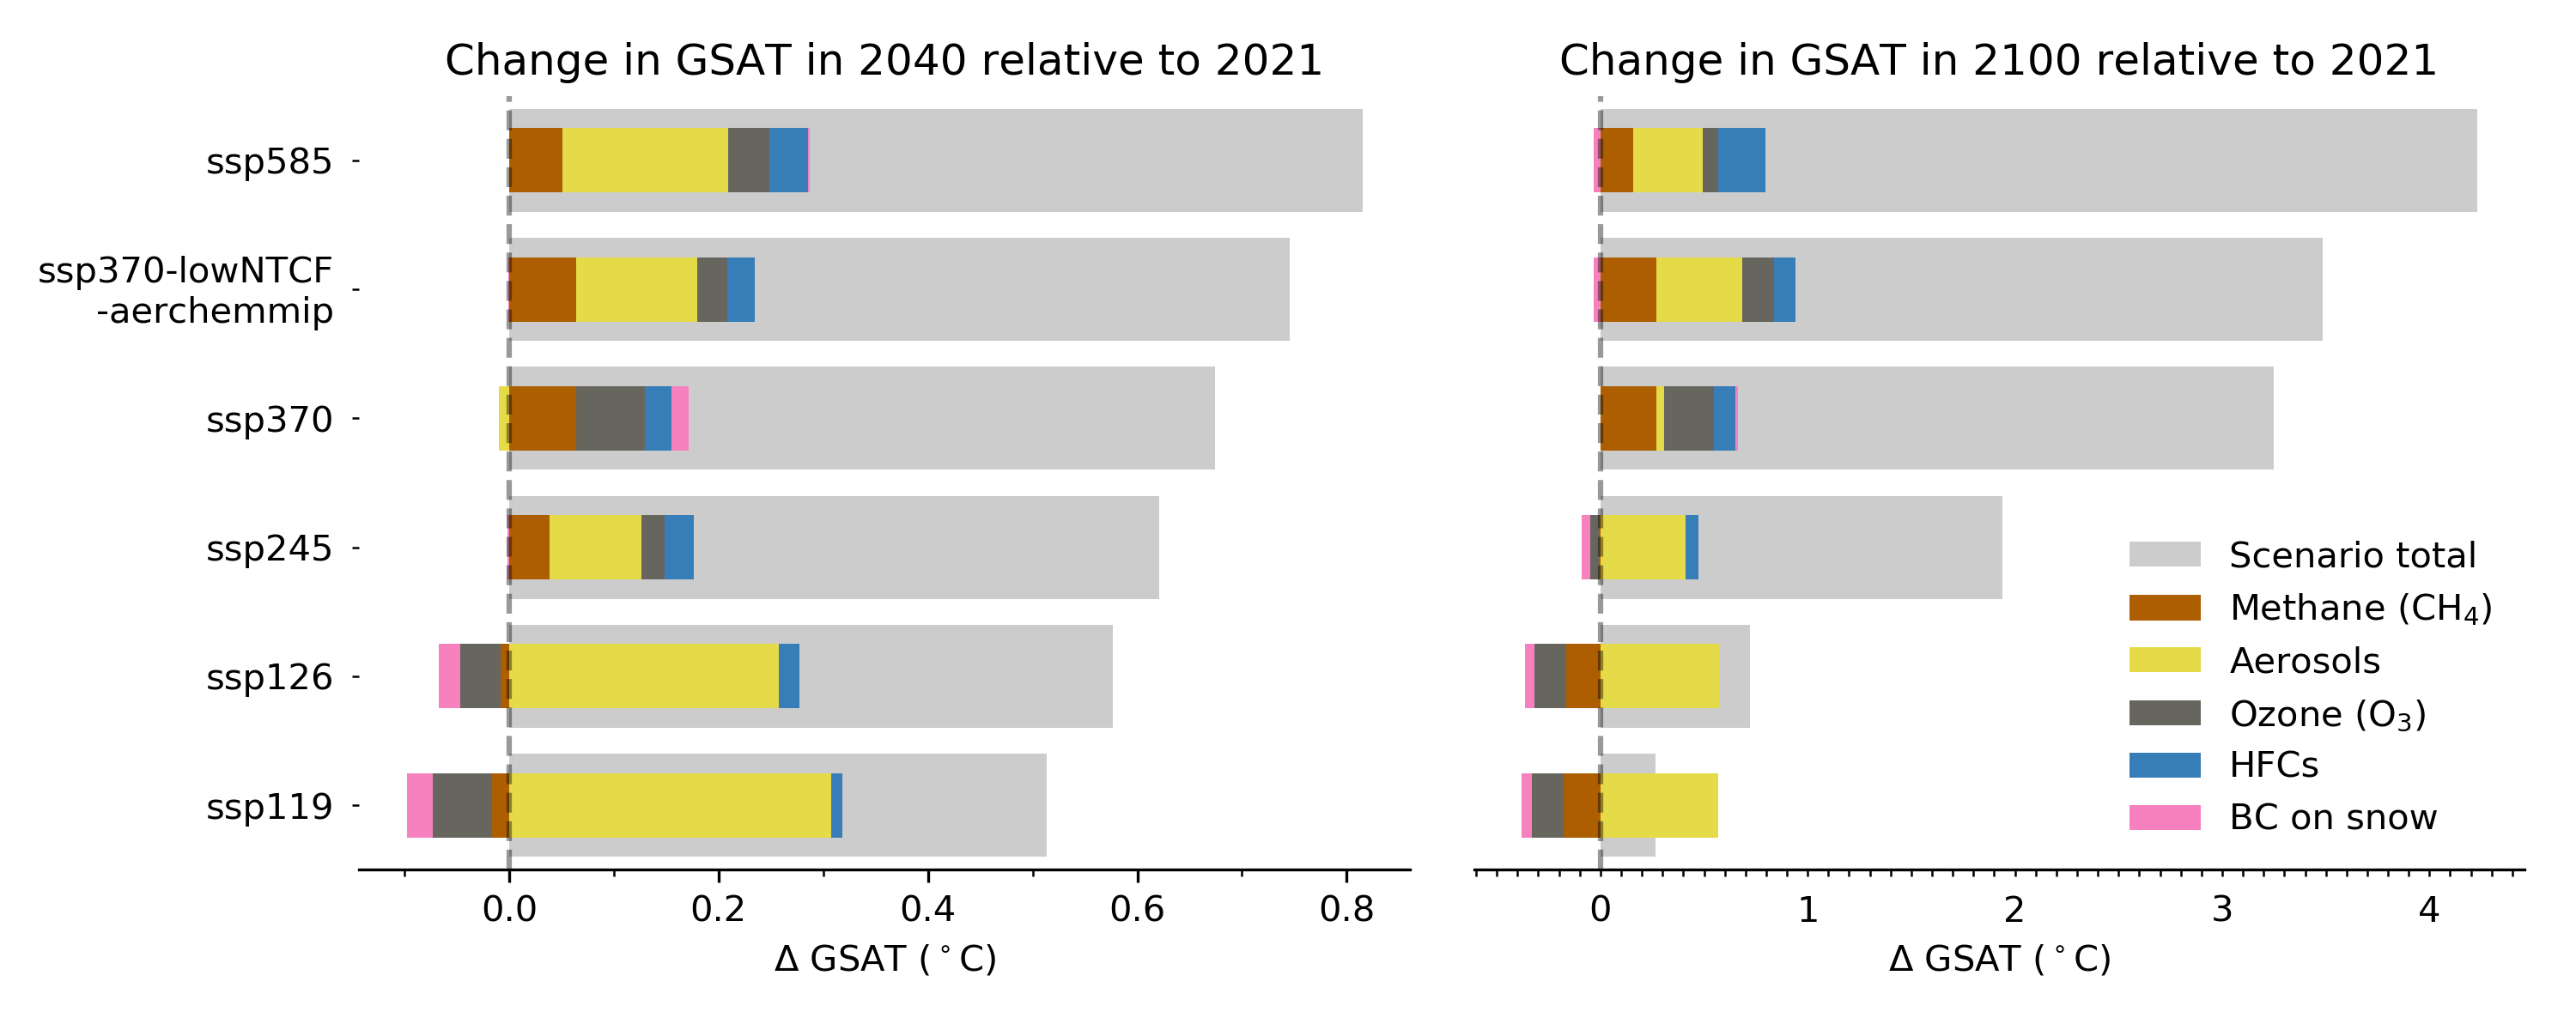 Change in GSAT in 2040 relative to 2021
ssp585
ssp370-lowNTCF
-aerchemmip
ssp370
ssp245
ssp126
ssp119
0.0 0.2 0.4 0.6 0.8
Δ GSAT (°C)
Change in GSAT in 2100 relative to 2021
Scenario total
Methane (CH₄)
Aerosols
Ozone (O₃)
HFCs
BC on snow
0 1 2 3 4
Δ GSAT (°C)